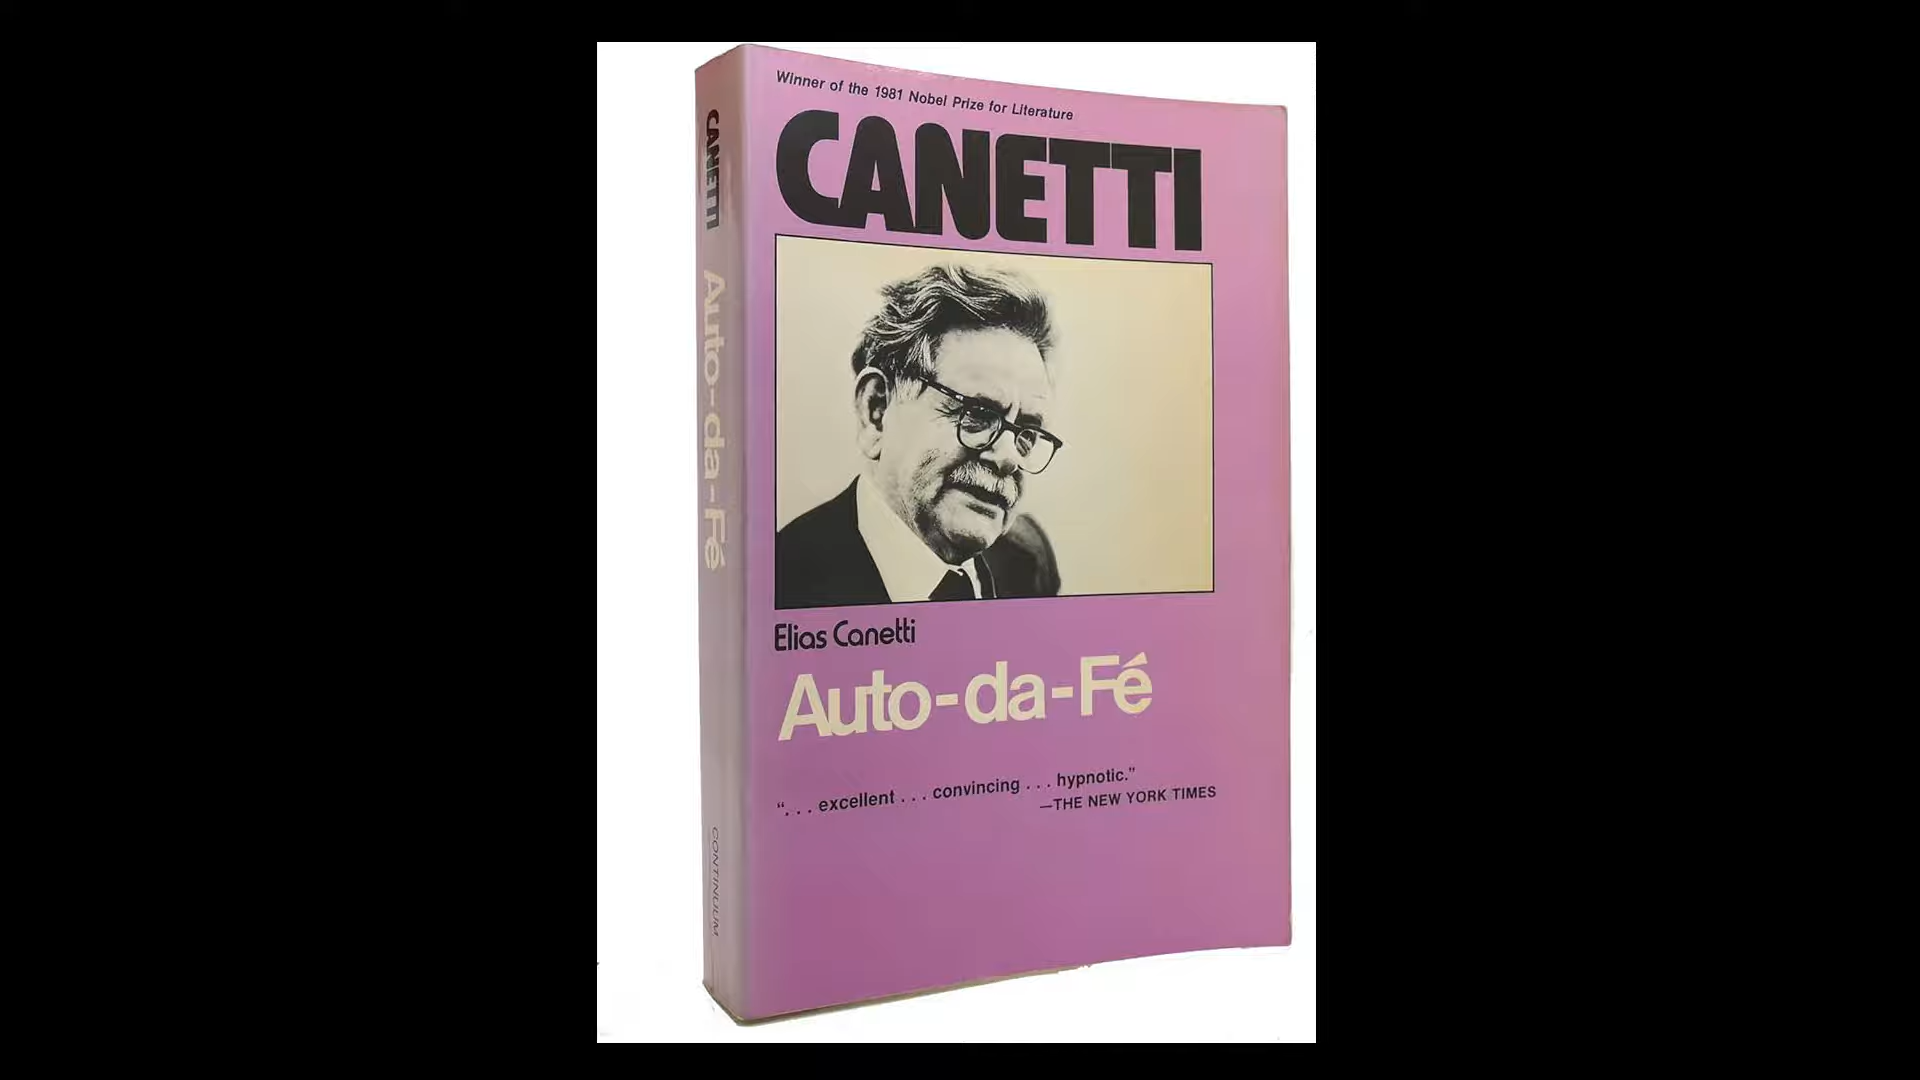 CANETTI
Auto-da-Fé
CONTINUUM
Winner of the 1981 Nobel Prize for Literature
CANETTI
Elias Canetti
Auto-da-Fé
“. . . excellent . . . convincing . . . hypnotic.”
—THE NEW YORK TIMES